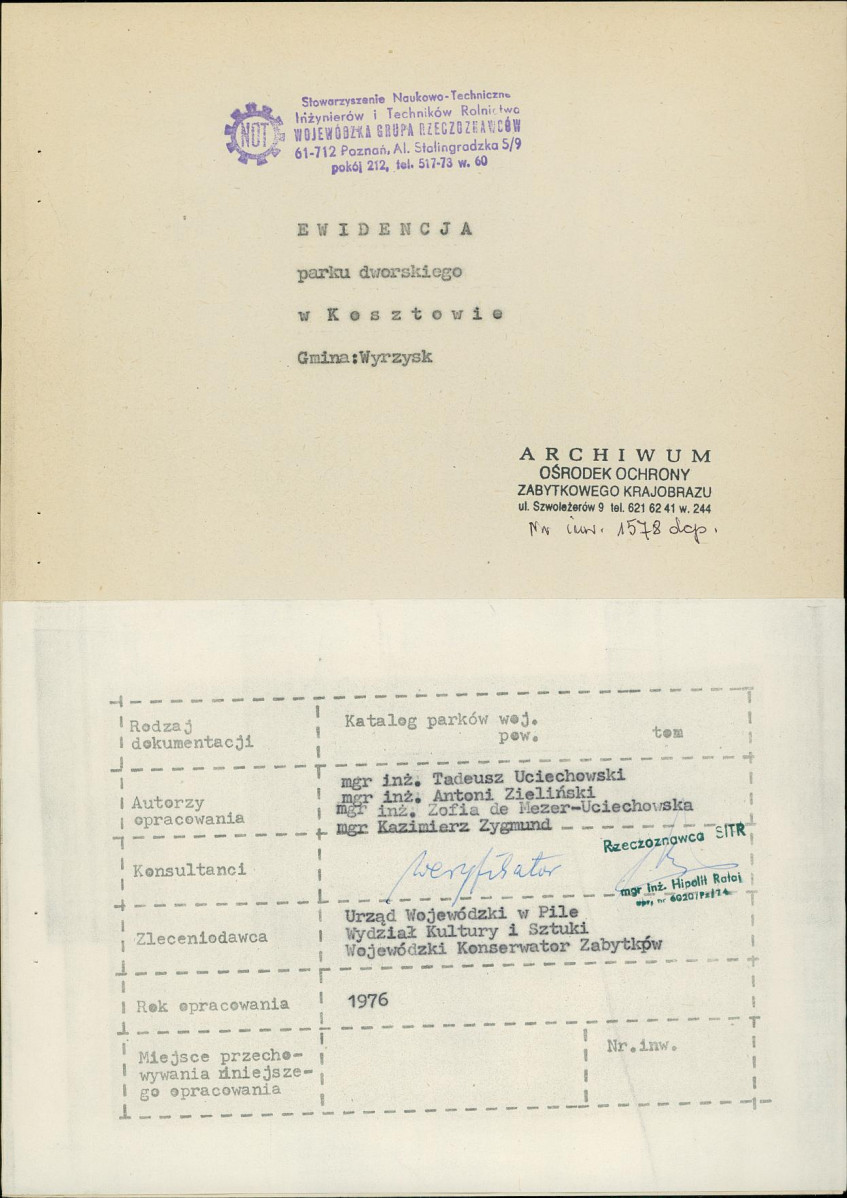 Stowarzyszenie Naukowo-Techniczne
Inżynierów i Techników Rolnictwa
NOT
WOJEWÓDZKA GRUPA RZECZOZNAWCÓW
61-712 Poznań, Al. Stalingradzka 5/9
pokój 212, tel. 517-73 w. 60
EWIDENCJA
parku dworskiego
w Kosztowie
Gmina:Wyrzysk
ARCHIWUM
OŚRODEK OCHRONY
ZABYTKOWEGO KRAJOBRAZU
ul. Szwoleżerów 9 tel. 621 62 41 w. 244
Nr inw. 1578 dcp.
Rodzaj
dokumentacji
Katalog parków woj.
pow. tom
Autorzy
opracowania
mgr inż. Tadeusz Uciechowski
mgr inż. Antoni Zieliński
mgr inż. Zofia de Mezer-Uciechowska
mgr Kazimierz Zygmund
Konsultanci
weryfikator
Rzeczoznawca SITR
mgr inż. Hipolit Rataj
upr. nr
Zleceniodawca
Urząd Wojewódzki w Pile
Wydział Kultury i Sztuki
Wojewódzki Konserwator Zabytków
Rok opracowania
1976
Miejsce przecho-
wywania niniejsze-
go opracowania
Nr.inw.